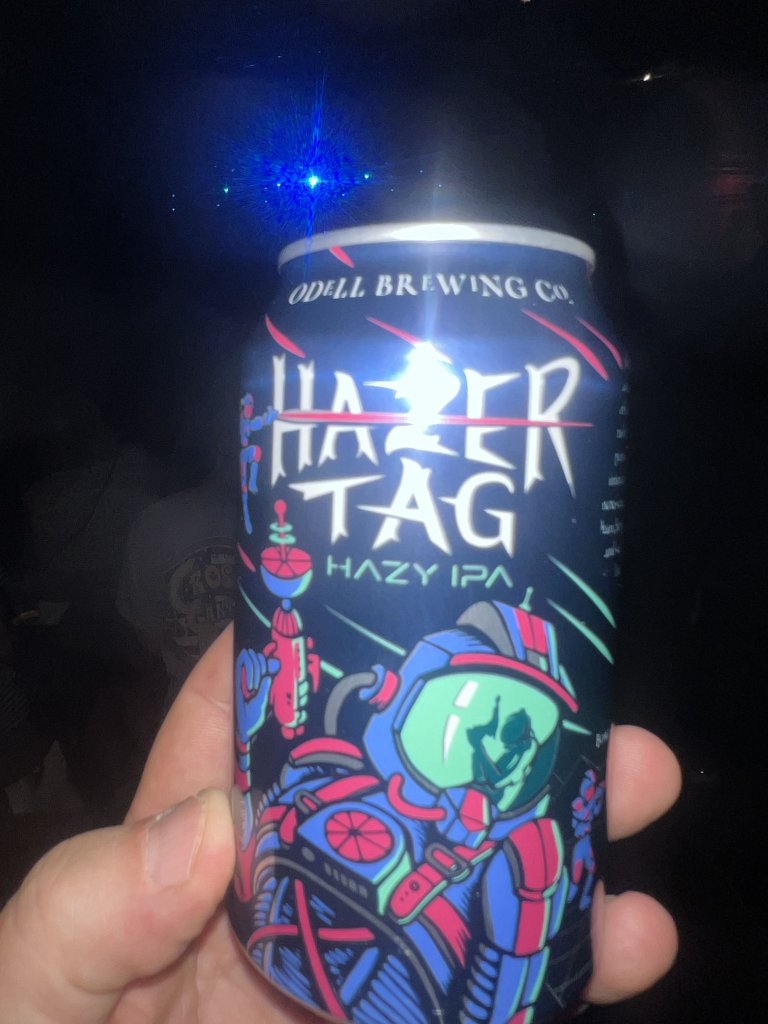 ODELL BREWING CO.
HAZER
TAG
HAZY IPA